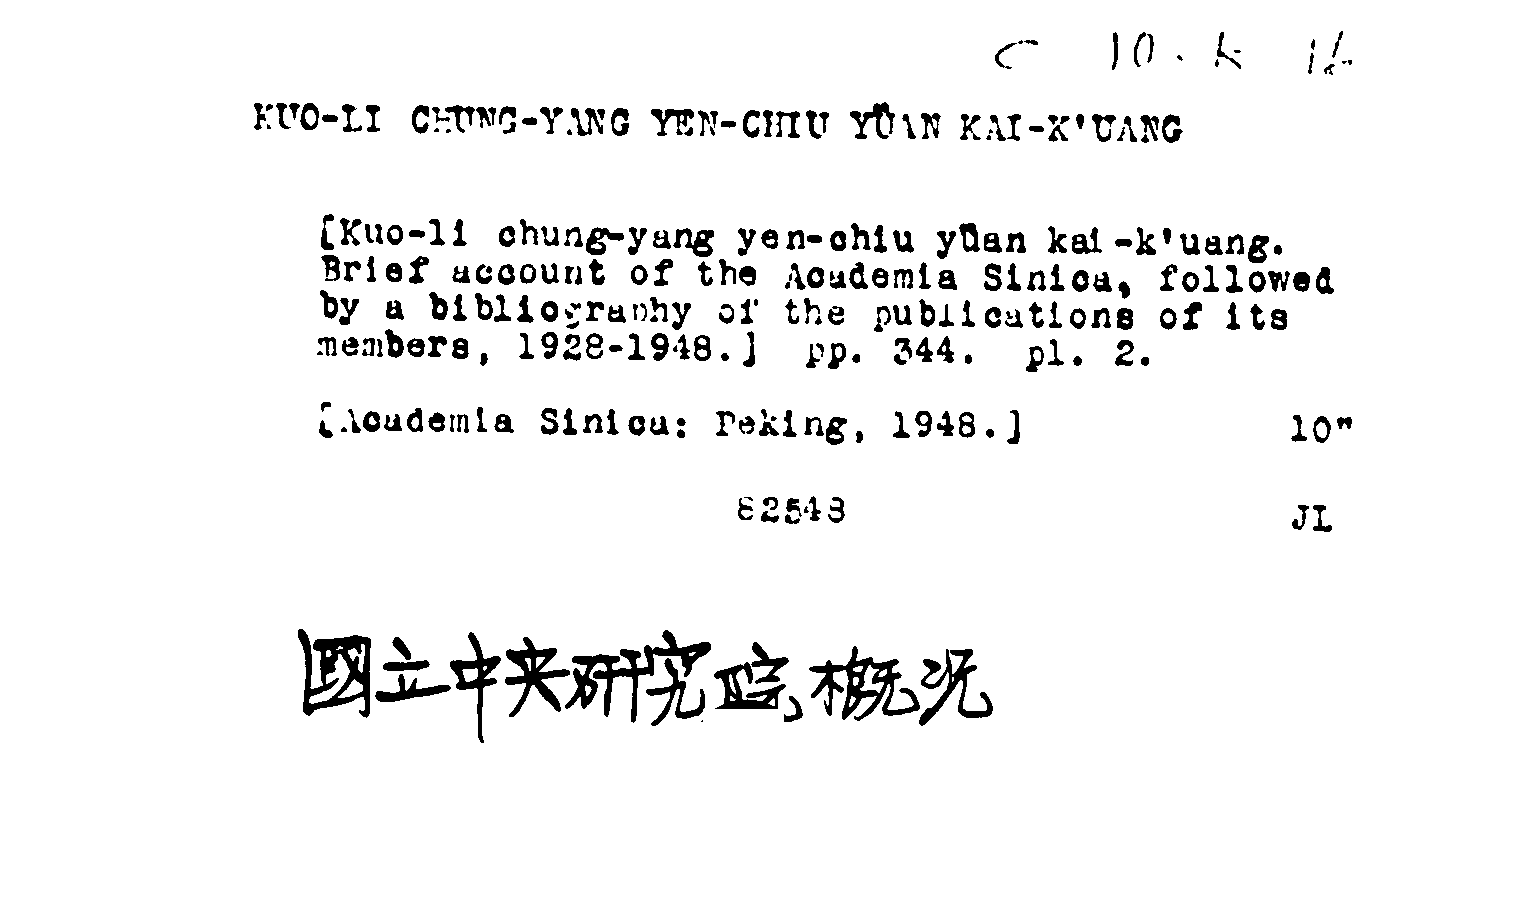 C 10. k 14
KUO-LI CHUNG-YANG YEN-CHIU YÜAN KAI-K'UANG
[Kuo-li chung-yang yen-chiu yüan kai-k'uang.
Brief account of the Academia Sinica, followed
by a bibliography of the publications of its
members, 1928-1948.] pp. 344. pl. 2.
[Academia Sinica: Peking, 1948.] 10"
82548 JL
國立中央研究院概況